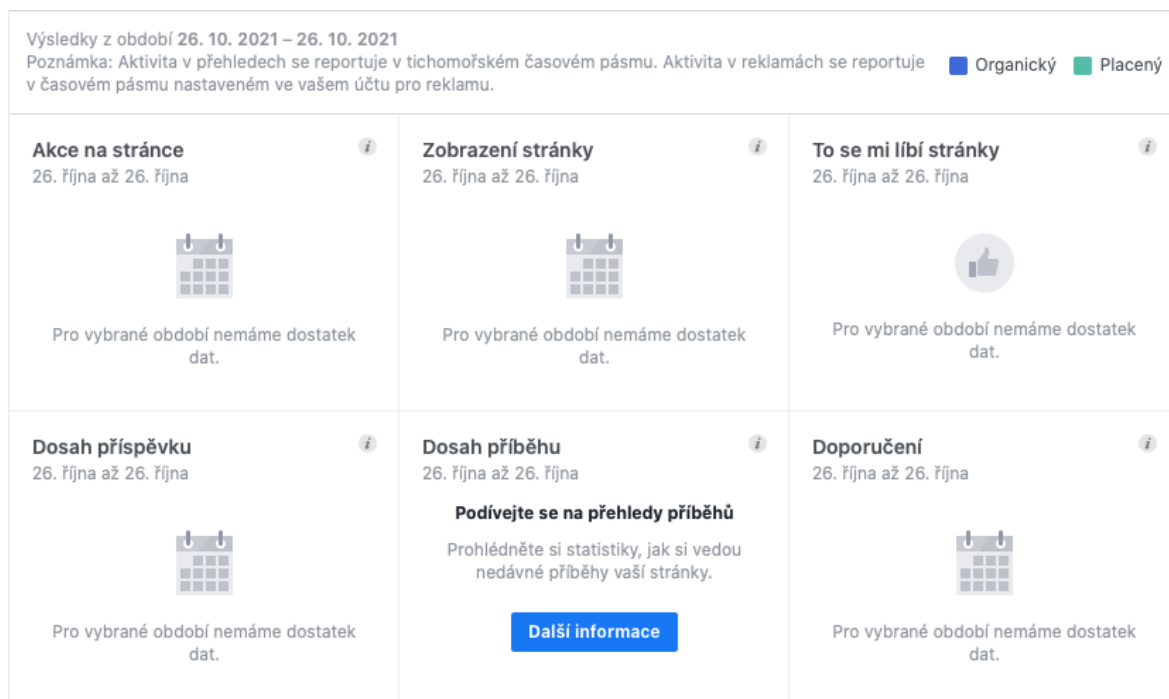 Výsledky z období 26. 10. 2021 – 26. 10. 2021
Poznámka: Aktivita v přehledech se reportuje v tichomořském časovém pásmu. Aktivita v reklamách se reportuje
v časovém pásmu nastaveném ve vašem účtu pro reklamu.
Organický
Placený
Akce na stránce
26. října až 26. října
Pro vybrané období nemáme dostatek
dat.
Zobrazení stránky
26. října až 26. října
Pro vybrané období nemáme dostatek
dat.
To se mi líbí stránky
26. října až 26. října
Pro vybrané období nemáme dostatek
dat.
Dosah příspěvku
26. října až 26. října
Pro vybrané období nemáme dostatek
dat.
Dosah příběhu
26. října až 26. října
Podívejte se na přehledy příběhů
Prohlédněte si statistiky, jak si vedou
nedávné příběhy vaší stránky.
Další informace
Doporučení
26. října až 26. října
Pro vybrané období nemáme dostatek
dat.